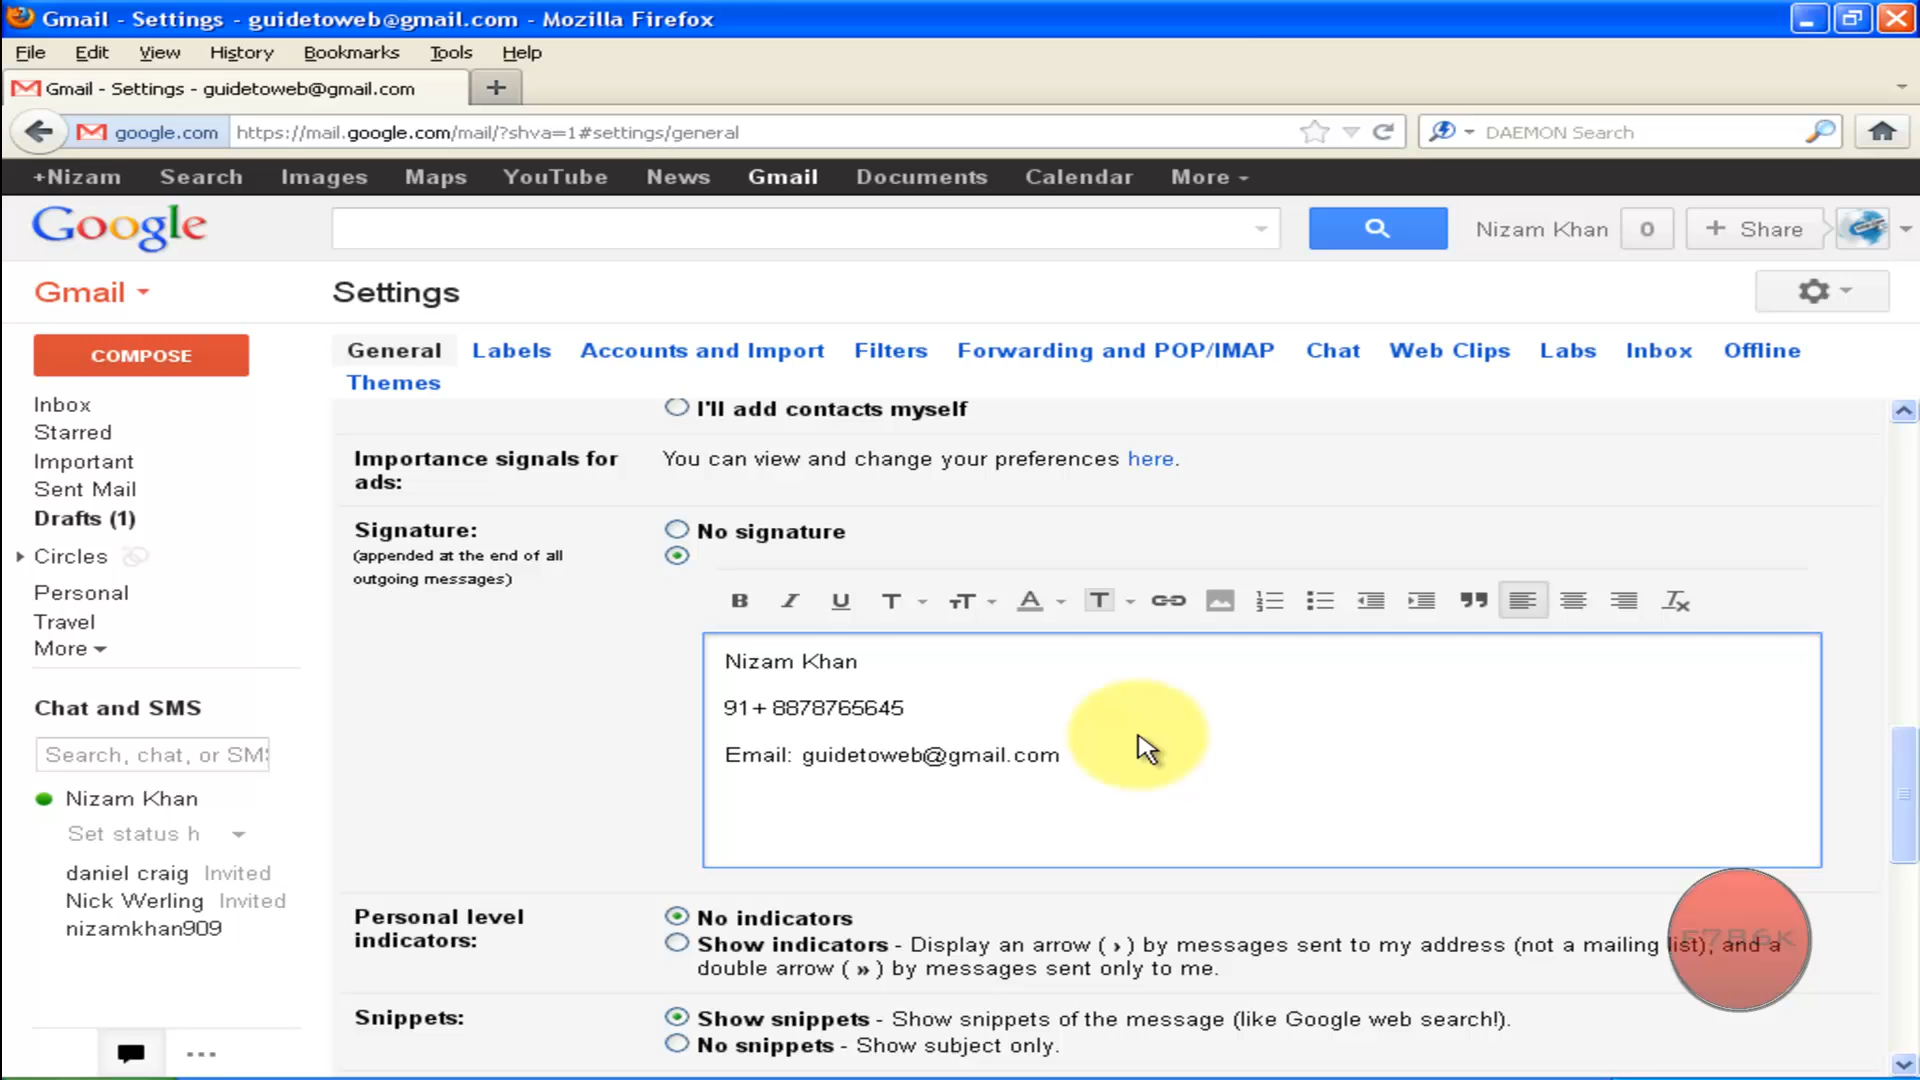 Gmail - Settings - guidetoweb@gmail.com - Mozilla Firefox
File Edit View History Bookmarks Tools Help
Gmail - Settings - guidetoweb@gmail.com
google.com https://mail.google.com/mail/?shva=1#settings/general DAEMON Search
+Nizam Search Images Maps YouTube News Gmail Documents Calendar More
Google Nizam Khan 0 + Share
Gmail Settings
COMPOSE
General Labels Accounts and Import Filters Forwarding and POP/IMAP Chat Web Clips Labs Inbox Offline
Themes
Inbox
Starred
Important
Sent Mail
Drafts (1)
Circles
Personal
Travel
More
Chat and SMS
Search, chat, or SMS
Nizam Khan
Set status h
daniel craig Invited
Nick Werling Invited
nizamkhan909
I'll add contacts myself
Importance signals for ads: You can view and change your preferences here.
Signature:
(appended at the end of all
outgoing messages)
No signature
B I U T T A T
Nizam Khan
91+ 8878765645
Email: guidetoweb@gmail.com
Personal level
indicators:
No indicators
Show indicators - Display an arrow ( › ) by messages sent to my address (not a mailing list), and a
double arrow ( » ) by messages sent only to me.
Snippets:
Show snippets - Show snippets of the message (like Google web search!).
No snippets - Show subject only.